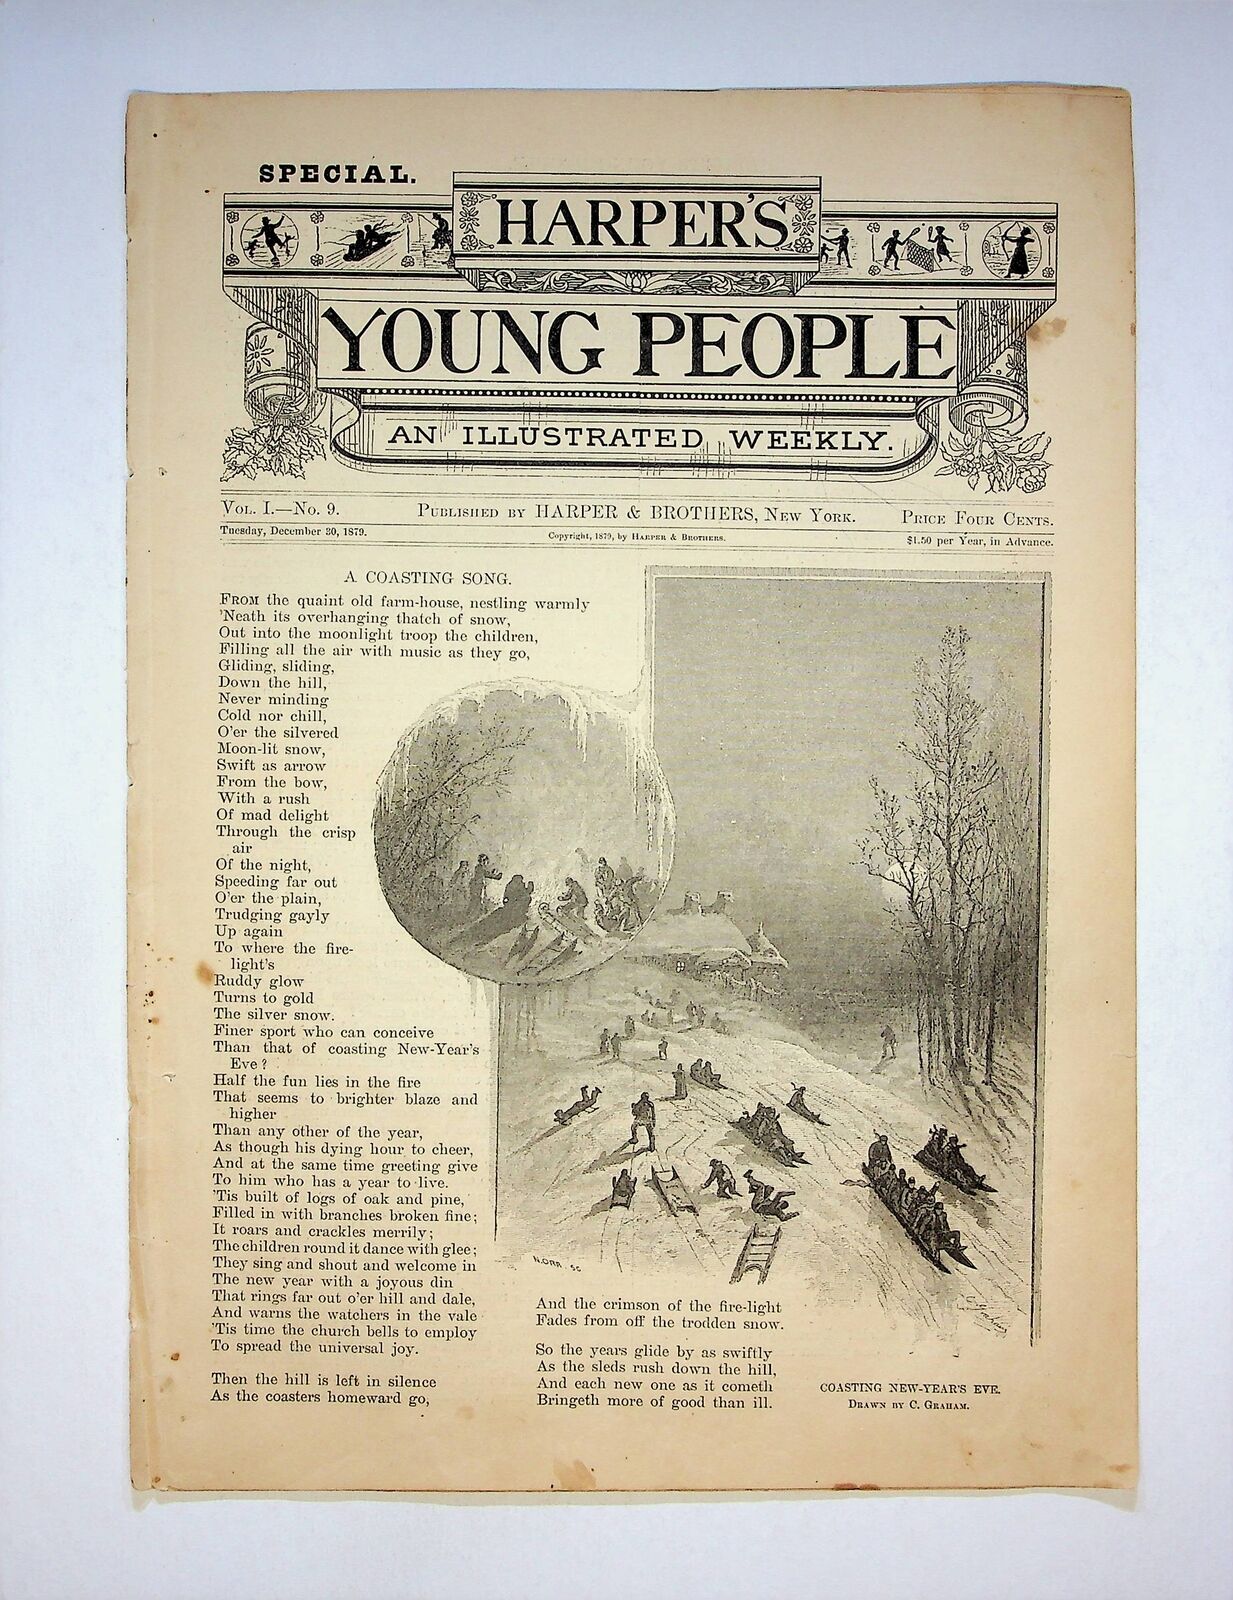 SPECIAL.
HARPER'S
YOUNG PEOPLE
AN ILLUSTRATED WEEKLY.
VOL. I.—NO. 9.
PUBLISHED BY HARPER & BROTHERS, NEW YORK.
PRICE FOUR CENTS.
Tuesday, December 30, 1879.
Copyright, 1879, by HARPER & BROTHERS.
$1.50 per Year, in Advance.
A COASTING SONG.
FROM the quaint old farm-house, nestling warmly
'Neath its overhanging thatch of snow,
Out into the moonlight troop the children,
Filling all the air with music as they go,
Gliding, sliding,
Down the hill,
Never minding
Cold nor chill,
O'er the silvered
Moon-lit snow,
Swift as arrow
From the bow,
With a rush
Of mad delight
Through the crisp
air
Of the night,
Speeding far out
O'er the plain,
Trudging gayly
Up again
To where the fire-
light's
Ruddy glow
Turns to gold
The silver snow.
Finer sport who can conceive
Than that of coasting New-Year's
Eve?
Half the fun lies in the fire
That seems to brighter blaze and
higher
Than any other of the year,
As though his dying hour to cheer,
And at the same time greeting give
To him who has a year to live.
'Tis built of logs of oak and pine,
Filled in with branches broken fine;
It roars and crackles merrily;
The children round it dance with glee;
They sing and shout and welcome in
The new year with a joyous din
That rings far out o'er hill and dale,
And warns the watchers in the vale
'Tis time the church bells to employ
To spread the universal joy.
Then the hill is left in silence
As the coasters homeward go,
And the crimson of the fire-light
Fades from off the trodden snow.
So the years glide by as swiftly
As the sleds rush down the hill,
And each new one as it cometh
Bringeth more of good than ill.
N. ORR SC
COASTING NEW-YEAR'S EVE.
DRAWN BY C. GRAHAM.